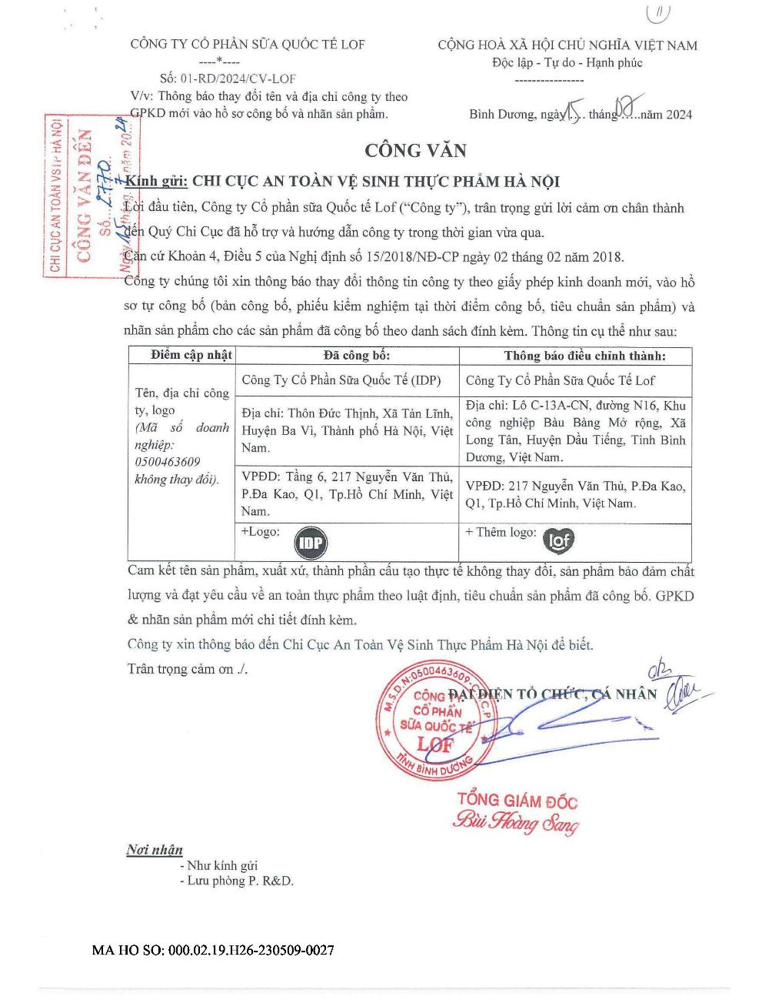 11
CÔNG TY CỔ PHẦN SỮA QUỐC TẾ LOF
----*----
Số: 01-RD/2024/CV-LOF
V/v: Thông báo thay đổi tên và địa chỉ công ty theo
GPKD mới vào hồ sơ công bố và nhãn sản phẩm.
CỘNG HOÀ XÃ HỘI CHỦ NGHĨA VIỆT NAM
Độc lập - Tự do - Hạnh phúc
----------------
Bình Dương, ngày 15 tháng 07 năm 2024
CHI CỤC AN TOÀN VSTP HÀ NỘI
CÔNG VĂN ĐẾN
Số: 2770
Ngày 15 tháng 7 năm 2024
CÔNG VĂN
Kính gửi: CHI CỤC AN TOÀN VỆ SINH THỰC PHẨM HÀ NỘI
Lời đầu tiên, Công ty Cổ phần sữa Quốc tế Lof (“Công ty”), trân trọng gửi lời cảm ơn chân thành
đến Quý Chi Cục đã hỗ trợ và hướng dẫn công ty trong thời gian vừa qua.
Căn cứ Khoản 4, Điều 5 của Nghị định số 15/2018/NĐ-CP ngày 02 tháng 02 năm 2018.
Công ty chúng tôi xin thông báo thay đổi thông tin công ty theo giấy phép kinh doanh mới, vào hồ
sơ tự công bố (bản công bố, phiếu kiểm nghiệm tại thời điểm công bố, tiêu chuẩn sản phẩm) và
nhãn sản phẩm cho các sản phẩm đã công bố theo danh sách đính kèm. Thông tin cụ thể như sau:
Điểm cập nhật
Đã công bố:
Thông báo điều chỉnh thành:
Tên, địa chỉ công
ty, logo
(Mã số doanh
nghiệp:
0500463609
không thay đổi).
Công Ty Cổ Phần Sữa Quốc Tế (IDP)
Công Ty Cổ Phần Sữa Quốc Tế Lof
Địa chỉ: Thôn Đức Thịnh, Xã Tản Lĩnh,
Huyện Ba Vì, Thành phố Hà Nội, Việt
Nam.
Địa chỉ: Lô C-13A-CN, đường N16, Khu
công nghiệp Bàu Bàng Mở rộng, Xã
Long Tân, Huyện Dầu Tiếng, Tỉnh Bình
Dương, Việt Nam.
VPĐD: Tầng 6, 217 Nguyễn Văn Thủ,
P.Đa Kao, Q1, Tp.Hồ Chí Minh, Việt
Nam.
VPĐD: 217 Nguyễn Văn Thủ, P.Đa Kao,
Q1, Tp.Hồ Chí Minh, Việt Nam.
+Logo: IDP
+ Thêm logo: lof
Cam kết tên sản phẩm, xuất xứ, thành phần cấu tạo thực tế không thay đổi, sản phẩm bảo đảm chất
lượng và đạt yêu cầu về an toàn thực phẩm theo luật định, tiêu chuẩn sản phẩm đã công bố. GPKD
& nhãn sản phẩm mới chi tiết đính kèm.
Công ty xin thông báo đến Chi Cục An Toàn Vệ Sinh Thực Phẩm Hà Nội để biết.
Trân trọng cảm ơn ./.
ĐẠI DIỆN TỔ CHỨC, CÁ NHÂN
M.S.D.N:0500463609-C.T.C.P
CÔNG TY
CỔ PHẦN
SỮA QUỐC TẾ
LOF
TỈNH BÌNH DƯƠNG
TỔNG GIÁM ĐỐC
Bùi Hoàng Sang
Nơi nhận
- Như kính gửi
- Lưu phòng P. R&D.
MA HO SO: 000.02.19.H26-230509-0027